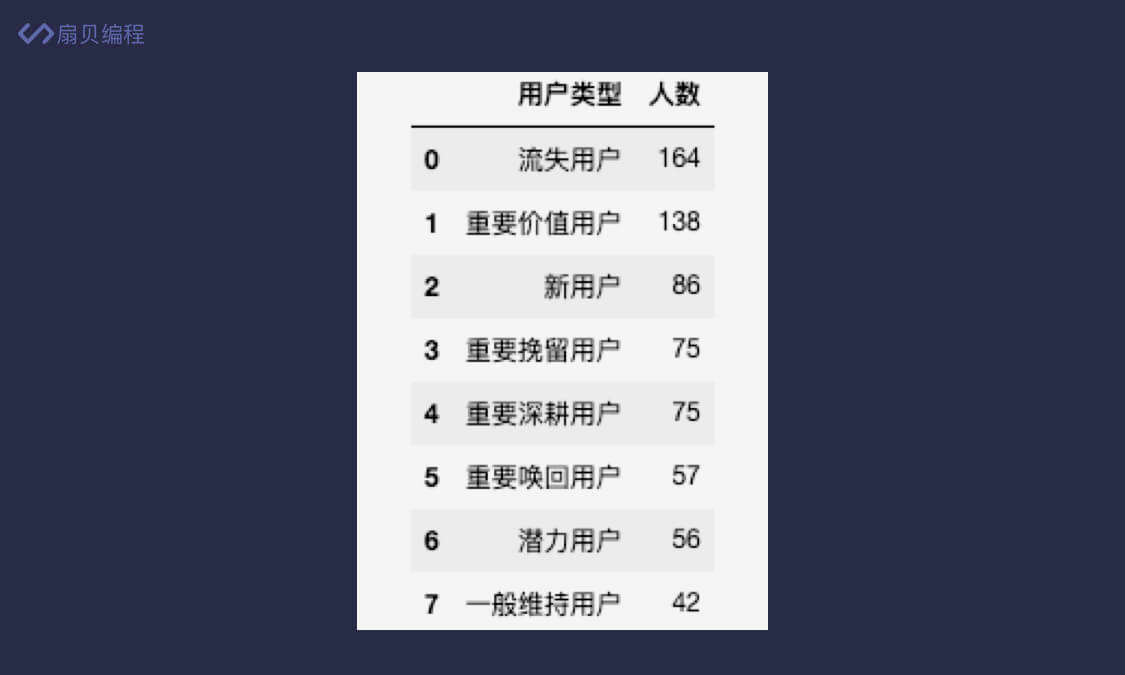 扇贝编程
用户类型 人数
0 流失用户 164
1 重要价值用户 138
2 新用户 86
3 重要挽留用户 75
4 重要深耕用户 75
5 重要唤回用户 57
6 潜力用户 56
7 一般维持用户 42